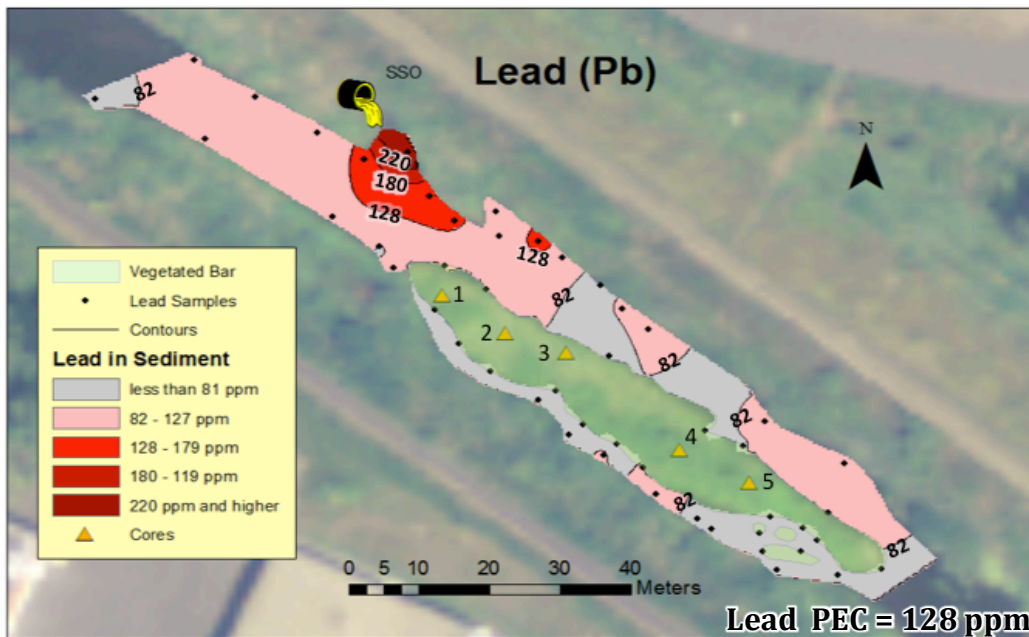 Lead (Pb)
SSO
N
82
220
180
128
128
82
82
82
82
82
1
2
3
4
5
Vegetated Bar
Lead Samples
Contours
Lead in Sediment
less than 81 ppm
82 - 127 ppm
128 - 179 ppm
180 - 119 ppm
220 ppm and higher
Cores
0 5 10 20 30 40
Meters
Lead PEC = 128 ppm